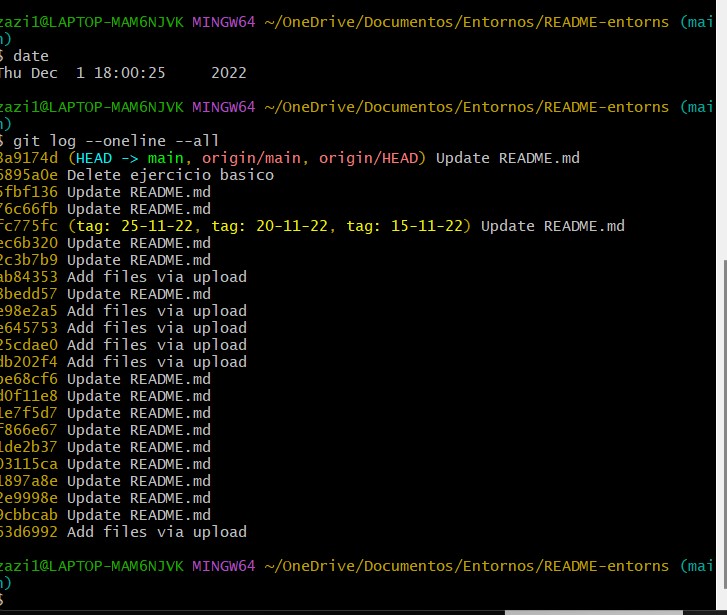 zazi1@LAPTOP-MAM6NJVK MINGW64 ~/OneDrive/Documentos/Entornos/README-entorns (mai
n)
$ date
Thu Dec  1 18:00:25     2022
zazi1@LAPTOP-MAM6NJVK MINGW64 ~/OneDrive/Documentos/Entornos/README-entorns (mai
n)
$ git log --oneline --all
3a9174d (HEAD -> main, origin/main, origin/HEAD) Update README.md
6895a0e Delete ejercicio basico
5fbf136 Update README.md
76c66fb Update README.md
fc775fc (tag: 25-11-22, tag: 20-11-22, tag: 15-11-22) Update README.md
ec6b320 Update README.md
2c3b7b9 Update README.md
ab84353 Add files via upload
3bedd57 Update README.md
e98e2a5 Add files via upload
e645753 Add files via upload
25cdae0 Add files via upload
db202f4 Add files via upload
be68cf6 Update README.md
d0f11e8 Update README.md
1e7f5d7 Update README.md
f866e67 Update README.md
1de2b37 Update README.md
03115ca Update README.md
1897a8e Update README.md
2e9998e Update README.md
9cbbcab Update README.md
63d6992 Add files via upload
zazi1@LAPTOP-MAM6NJVK MINGW64 ~/OneDrive/Documentos/Entornos/README-entorns (mai
n)
$